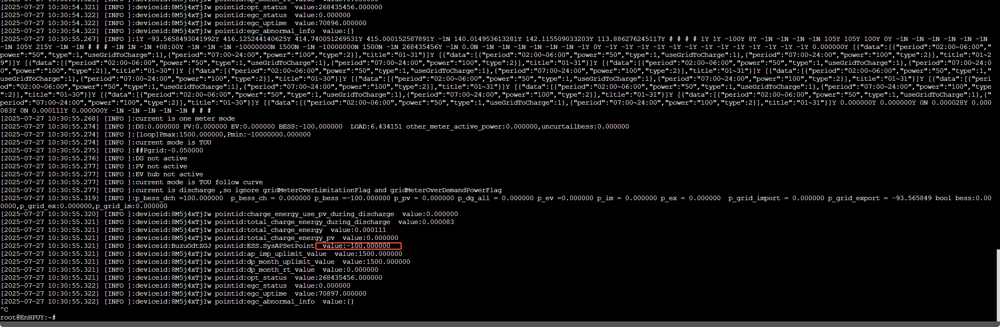 [2025-07-27 10:30:54.321] [INFO ]:deviceid:8M5j4xTjIw pointid:dp_month_rt_value  value:0.000000
[2025-07-27 10:30:54.321] [INFO ]:deviceid:8M5j4xTjIw pointid:opt_status  value:268435456.000000
[2025-07-27 10:30:54.322] [INFO ]:deviceid:8M5j4xTjIw pointid:egc_status  value:0.000000
[2025-07-27 10:30:54.322] [INFO ]:deviceid:8M5j4xTjIw pointid:egc_uptime  value:70896.000000
[2025-07-27 10:30:54.322] [INFO ]:deviceid:8M5j4xTjIw pointid:egc_abnormal_info  value:{}
[2025-07-27 10:30:55.267] [INFO ]:1Y -93.5658493041992Y 416.125244140625Y 414.740051269531Y 415.000152587891Y -1N 140.014953613281Y 142.115509033203Y 113.886276245117Y # # # # 1Y 1Y -100Y 8Y -1N -1N -1N -1N 105Y 105Y 100Y 0Y -1N -1N -1N -1N -1N -1N -1N
-1N 105Y 215Y -1N -1N # # # -1N 1N -1N +08:00Y -1N -1N -1N -10000000N 1500N -1N -10000000N 1500N -1N 268435456Y -1N 0.0N -1N -1N -1N -1N -1N -1N -1Y 0Y -1Y -1Y -1Y -1Y -1Y -1Y -1Y -1Y -1Y -1Y -1Y 0.000000Y [{"data":[{"period":"02:00~06:00","
power":"50","type":1,"useGridToCharge":1},{"period":"07:00~24:00","power":"100","type":2}],"title":"01~31"}]Y [{"data":[{"period":"02:00~06:00","power":"50","type":1,"useGridToCharge":1},{"period":"07:00~24:00","power":"100","type":2}],"title":"01~2
9"}]Y [{"data":[{"period":"02:00~06:00","power":"50","type":1,"useGridToCharge":1},{"period":"07:00~24:00","power":"100","type":2}],"title":"01~31"}]Y [{"data":[{"period":"02:00~06:00","power":"50","type":1,"useGridToCharge":1},{"period":"07:00~24:0
0","power":"100","type":2}],"title":"01~30"}]Y [{"data":[{"period":"02:00~06:00","power":"50","type":1,"useGridToCharge":1},{"period":"07:00~24:00","power":"100","type":2}],"title":"01~31"}]Y [{"data":[{"period":"02:00~06:00","power":"50","type":1,"
useGridToCharge":1},{"period":"07:00~24:00","power":"100","type":2}],"title":"01~30"}]Y [{"data":[{"period":"02:00~06:00","power":"50","type":1,"useGridToCharge":1},{"period":"07:00~24:00","power":"100","type":2}],"title":"01~31"}]Y [{"data":[{"peri
od":"02:00~06:00","power":"50","type":1,"useGridToCharge":1},{"period":"07:00~24:00","power":"100","type":2}],"title":"01~31"}]Y [{"data":[{"period":"02:00~06:00","power":"50","type":1,"useGridToCharge":1},{"period":"07:00~24:00","power":"100","type
":2}],"title":"01~30"}]Y [{"data":[{"period":"02:00~06:00","power":"50","type":1,"useGridToCharge":1},{"period":"07:00~24:00","power":"100","type":2}],"title":"01~31"}]Y [{"data":[{"period":"02:00~06:00","power":"50","type":1,"useGridToCharge":1},{"
period":"07:00~24:00","power":"100","type":2}],"title":"01~30"}]Y [{"data":[{"period":"02:00~06:00","power":"50","type":1,"useGridToCharge":1},{"period":"07:00~24:00","power":"100","type":2}],"title":"01~31"}]Y 0.000000Y 0.000000Y 0N 0.000028Y 0.000
083Y 0N 0.000111Y 0.000000Y -1N -1N -1N -1N -1N # # #
[2025-07-27 10:30:55.268] [INFO ]:current is one meter mode
[2025-07-27 10:30:55.274] [INFO ]:DG:0.000000 PV:0.000000 EV:0.000000 BESS:-100.000000  LOAD:6.434151 other_meter_active_power:0.000000,uncurtailbess:0.000000
[2025-07-27 10:30:55.274] [INFO ]:[loop]Pmax:1500.000000,Pmin:-10000000.000000
[2025-07-27 10:30:55.274] [INFO ]:current mode is TOU
[2025-07-27 10:30:55.275] [INFO ]:##Pgrid:-0.050000
[2025-07-27 10:30:55.276] [INFO ]:DG not active
[2025-07-27 10:30:55.277] [INFO ]:PV not active
[2025-07-27 10:30:55.277] [INFO ]:EV hub not active
[2025-07-27 10:30:55.277] [INFO ]:current mode is TOU follow curve
[2025-07-27 10:30:55.277] [INFO ]:current is discharge ,so ignore gridMeterOverLimitationFlag and gridMeterOverDemandPowerFlag
[2025-07-27 10:30:55.319] [INFO ]:p_bess_dch =100.000000  p_bess_ch = 0.000000 p_bess =-100.000000 p_pv = 0.000000 p_dg_all = 0.000000 p_ev =0.000000 p_im = 0.000000 p_ex = 0.000000  p_grid_import = 0.000000 p_grid_export = -93.565849 bool bess:0.00
0000,p_grid_ex:0.000000,p_grid_im:0.000000
[2025-07-27 10:30:55.320] [INFO ]:deviceid:8M5j4xTjIw pointid:charge_energy_use_pv_during_discharge  value:0.000000
[2025-07-27 10:30:55.321] [INFO ]:deviceid:8M5j4xTjIw pointid:total_charge_energy_during_discharge  value:0.000083
[2025-07-27 10:30:55.321] [INFO ]:deviceid:8M5j4xTjIw pointid:total_charge_energy  value:0.000111
[2025-07-27 10:30:55.321] [INFO ]:deviceid:8M5j4xTjIw pointid:total_charge_energy_pv  value:0.000000
[2025-07-27 10:30:55.321] [INFO ]:deviceid:BuzuOdtZGJ pointid:ESS.SysAPSetPoint  value:-100.000000
[2025-07-27 10:30:55.321] [INFO ]:deviceid:8M5j4xTjIw pointid:ap_imp_uplimit_value  value:1500.000000
[2025-07-27 10:30:55.321] [INFO ]:deviceid:8M5j4xTjIw pointid:dp_month_uplimit_value  value:1500.000000
[2025-07-27 10:30:55.321] [INFO ]:deviceid:8M5j4xTjIw pointid:dp_month_rt_value  value:0.000000
[2025-07-27 10:30:55.321] [INFO ]:deviceid:8M5j4xTjIw pointid:opt_status  value:268435456.000000
[2025-07-27 10:30:55.322] [INFO ]:deviceid:8M5j4xTjIw pointid:egc_status  value:0.000000
[2025-07-27 10:30:55.322] [INFO ]:deviceid:8M5j4xTjIw pointid:egc_uptime  value:70897.000000
[2025-07-27 10:30:55.322] [INFO ]:deviceid:8M5j4xTjIw pointid:egc_abnormal_info  value:{}
^C
root@EnHPUY:~#